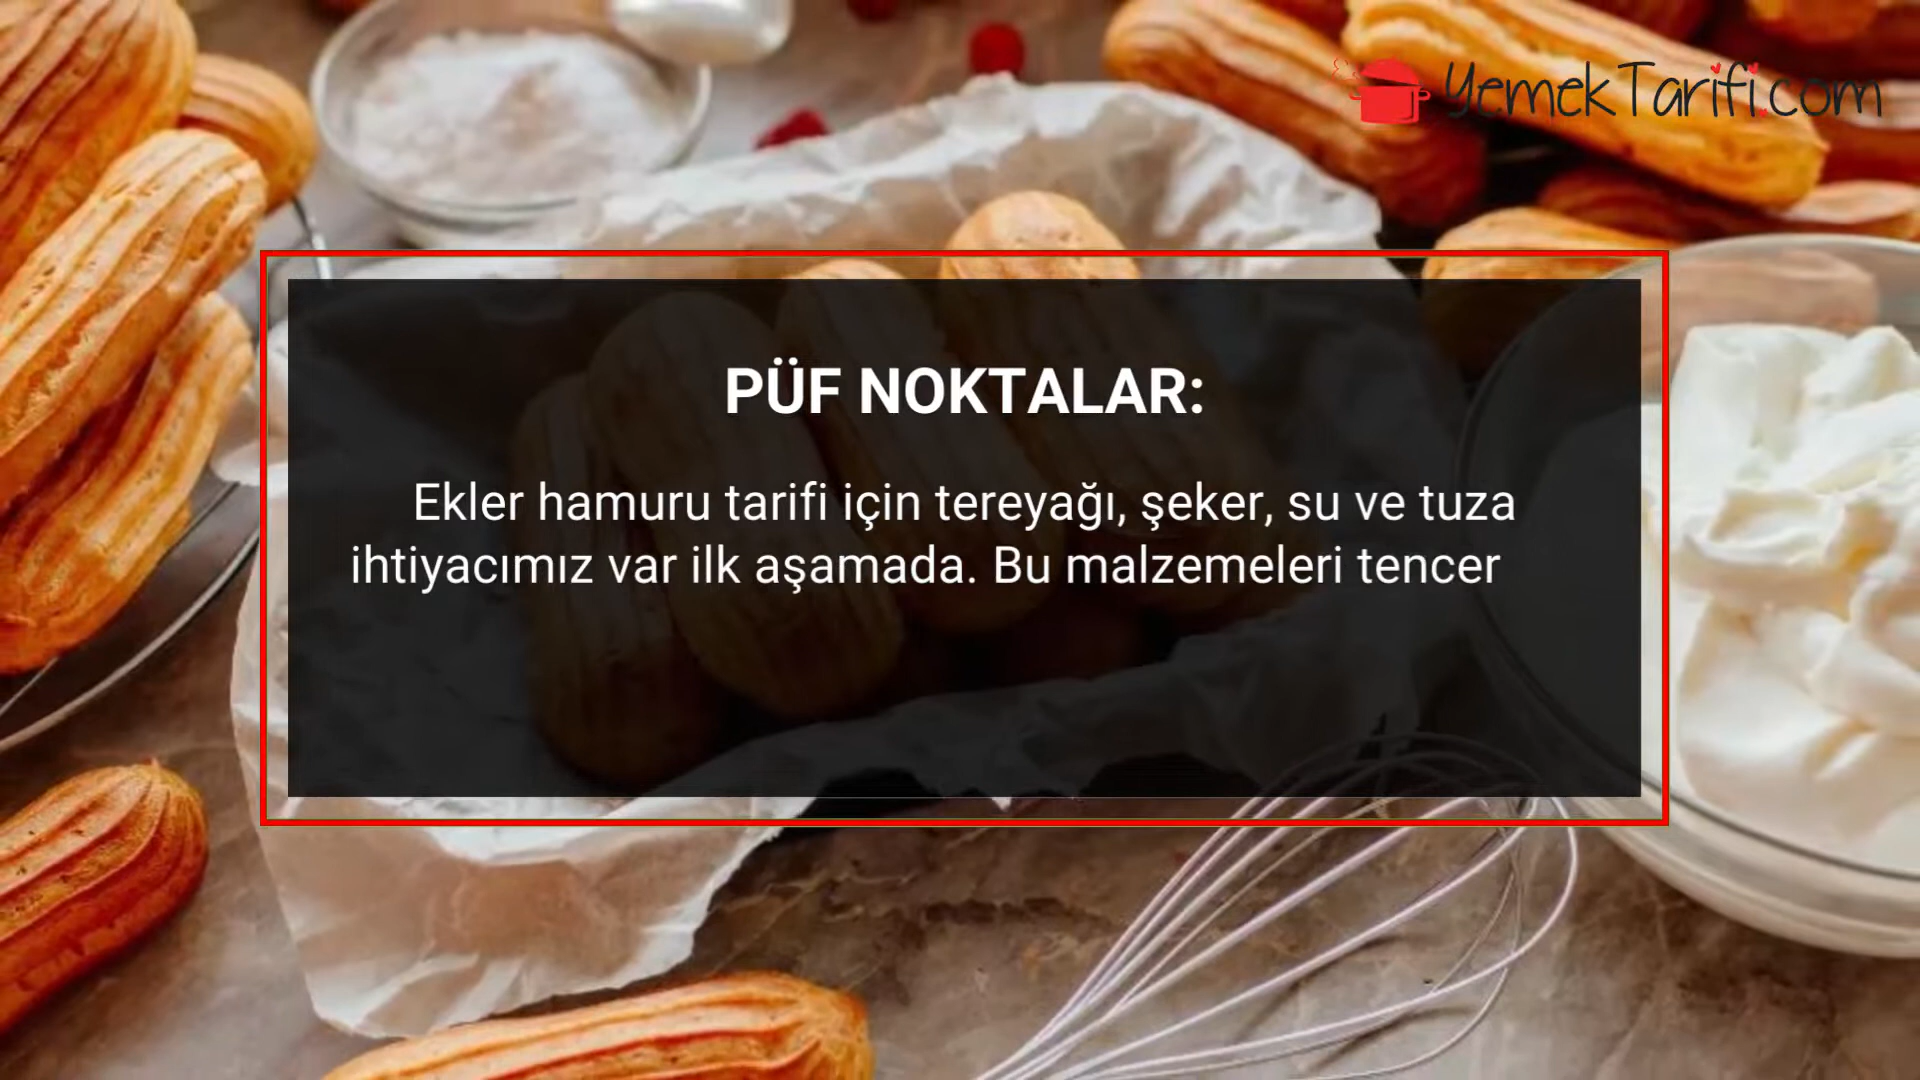 YemekTarifi.com
PÜF NOKTALAR:
Ekler hamuru tarifi için tereyağı, şeker, su ve tuza
ihtiyacımız var ilk aşamada. Bu malzemeleri tencer